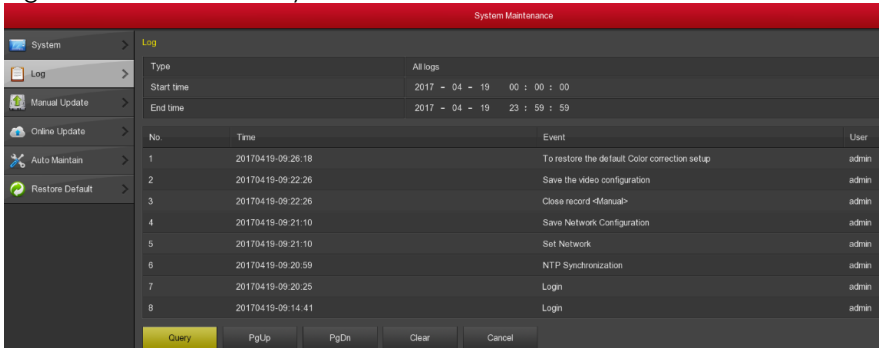 System Maintenance
System
Log
Manual Update
Online Update
Auto Maintain
Restore Default
Log
Type All logs
Start time 2017 - 04 - 19 00 : 00 : 00
End time 2017 - 04 - 19 23 : 59 : 59
No. Time Event User
1 20170419-09:26:18 To restore the default Color correction setup admin
2 20170419-09:22:26 Save the video configuration admin
3 20170419-09:22:26 Close record <Manual> admin
4 20170419-09:21:10 Save Network Configuration admin
5 20170419-09:21:10 Set Network admin
6 20170419-09:20:59 NTP Synchronization admin
7 20170419-09:20:25 Login admin
8 20170419-09:14:41 Login admin
Query PgUp PgDn Clear Cancel